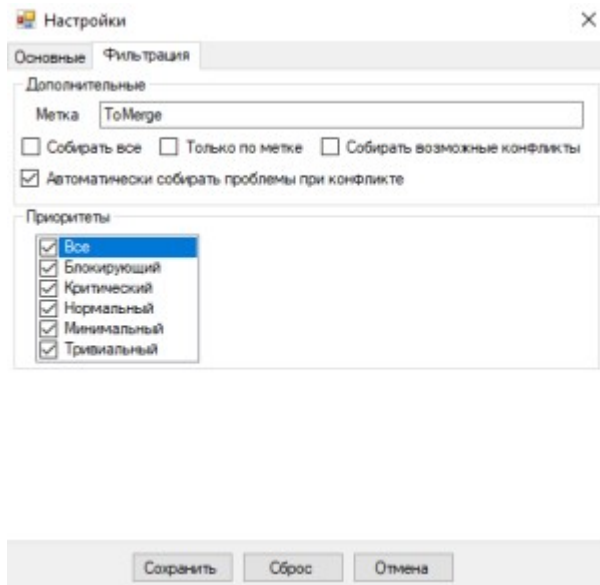 Настройки
Основные Фильтрация
Дополнительные
Метка ToMerge
Собирать все Только по метке Собирать возможные конфликты
Автоматически собирать проблемы при конфликте
Приоритеты
Все
Блокирующий
Критический
Нормальный
Минимальный
Тривиальный
Сохранить Сброс Отмена